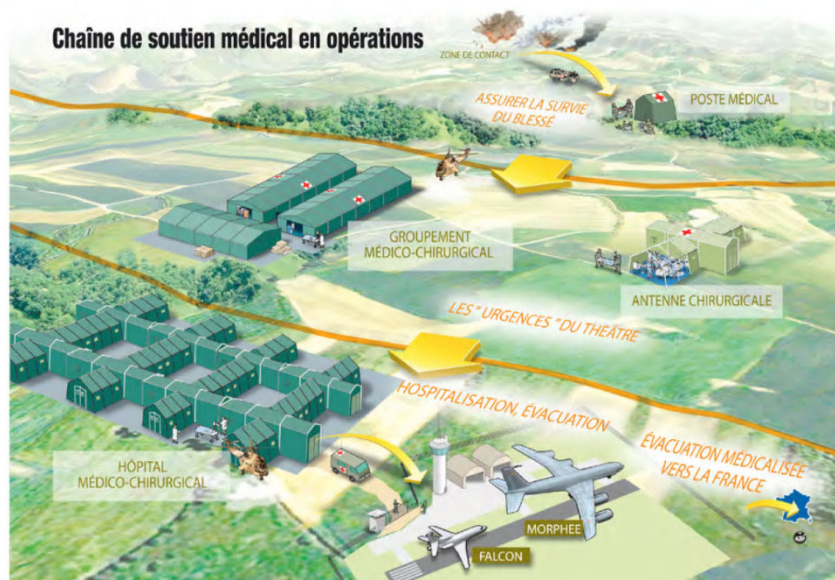 Chaîne de soutien médical en opérations
ZONE DE CONTACT
ASSURER LA SURVIE
DU BLESSÉ
POSTE MÉDICAL
GROUPEMENT
MÉDICO-CHIRURGICAL
ANTENNE CHIRURGICALE
LES "URGENCES "DU THEÂTRE
HOSPITALISATION, ÉVACUATION
HÔPITAL
MÉDICO-CHIRURGICAL
ÉVACUATION MÉDICALISÉE
VERS LA FRANCE
MORPHEE
FALCON